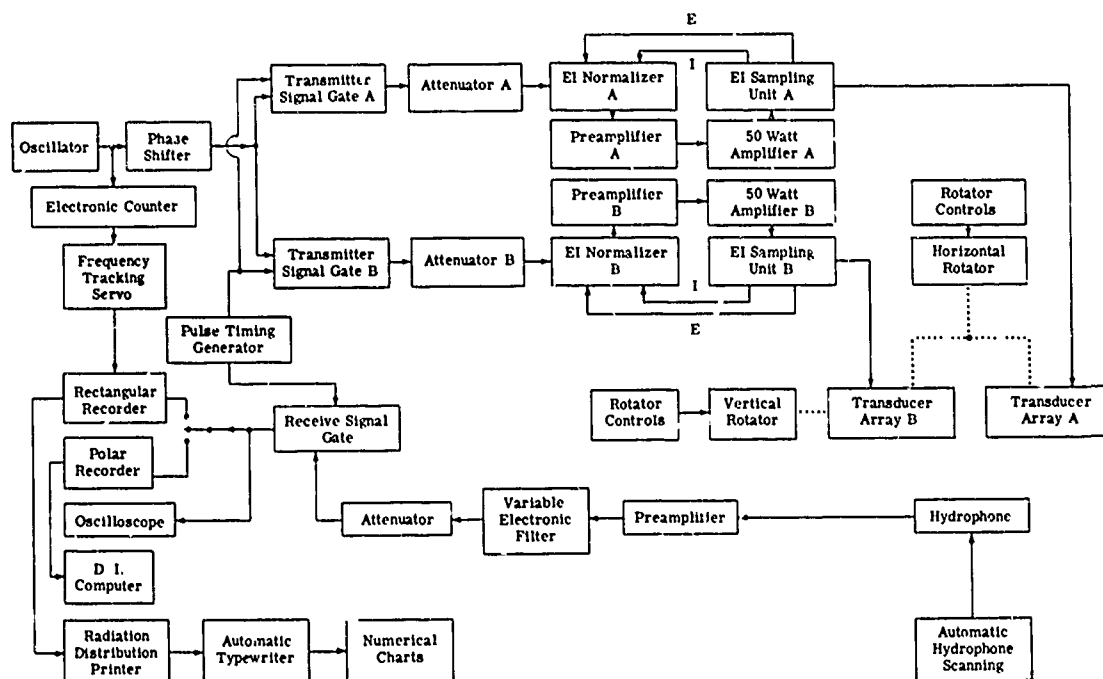 E
I
Transmitter
Signal Gate A
Attenuator A
EI Normalizer
A
EI Sampling
Unit A
Oscillator
Phase
Shifter
Preamplifier
A
50 Watt
Amplifier A
Electronic Counter
Preamplifier
B
50 Watt
Amplifier B
Rotator
Controls
Frequency
Tracking
Servo
Transmitter
Signal Gate B
Attenuator B
EI Normalizer
B
EI Sampling
Unit B
Horizontal
Rotator
I
E
Pulse Timing
Generator
Rectangular
Recorder
Receive Signal
Gate
Rotator
Controls
Vertical
Rotator
Transducer
Array B
Transducer
Array A
Polar
Recorder
Oscilloscope
Attenuator
Variable
Electronic
Filter
Preamplifier
Hydrophone
D I.
Computer
Radiation
Distribution
Printer
Automatic
Typewriter
Numerical
Charts
Automatic
Hydrophone
Scanning